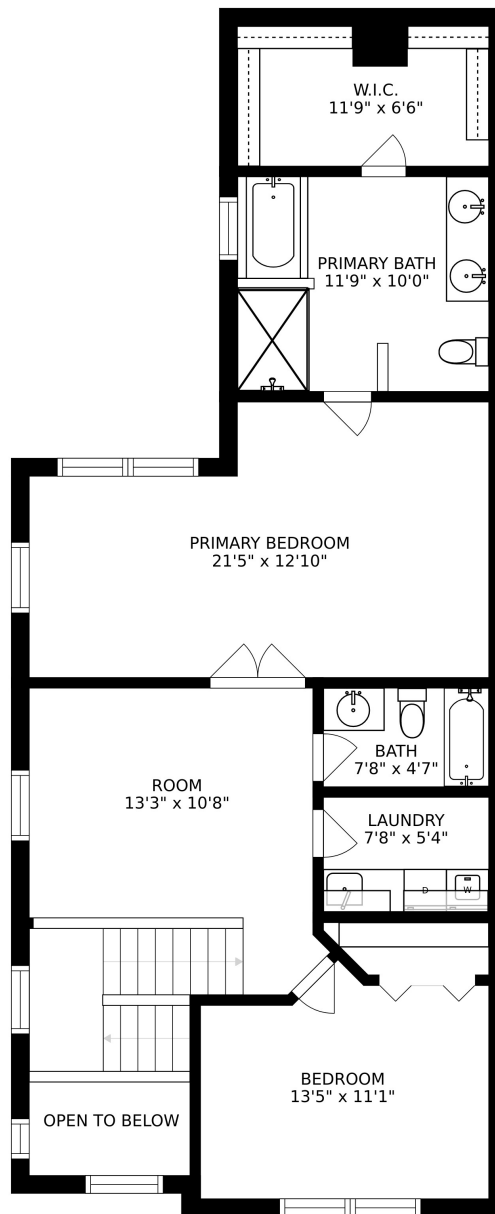 W.I.C.
11'9" x 6'6"
PRIMARY BATH
11'9" x 10'0"
PRIMARY BEDROOM
21'5" x 12'10"
BATH
7'8" x 4'7"
ROOM
13'3" x 10'8"
LAUNDRY
7'8" x 5'4"
D
W
BEDROOM
13'5" x 11'1"
OPEN TO BELOW